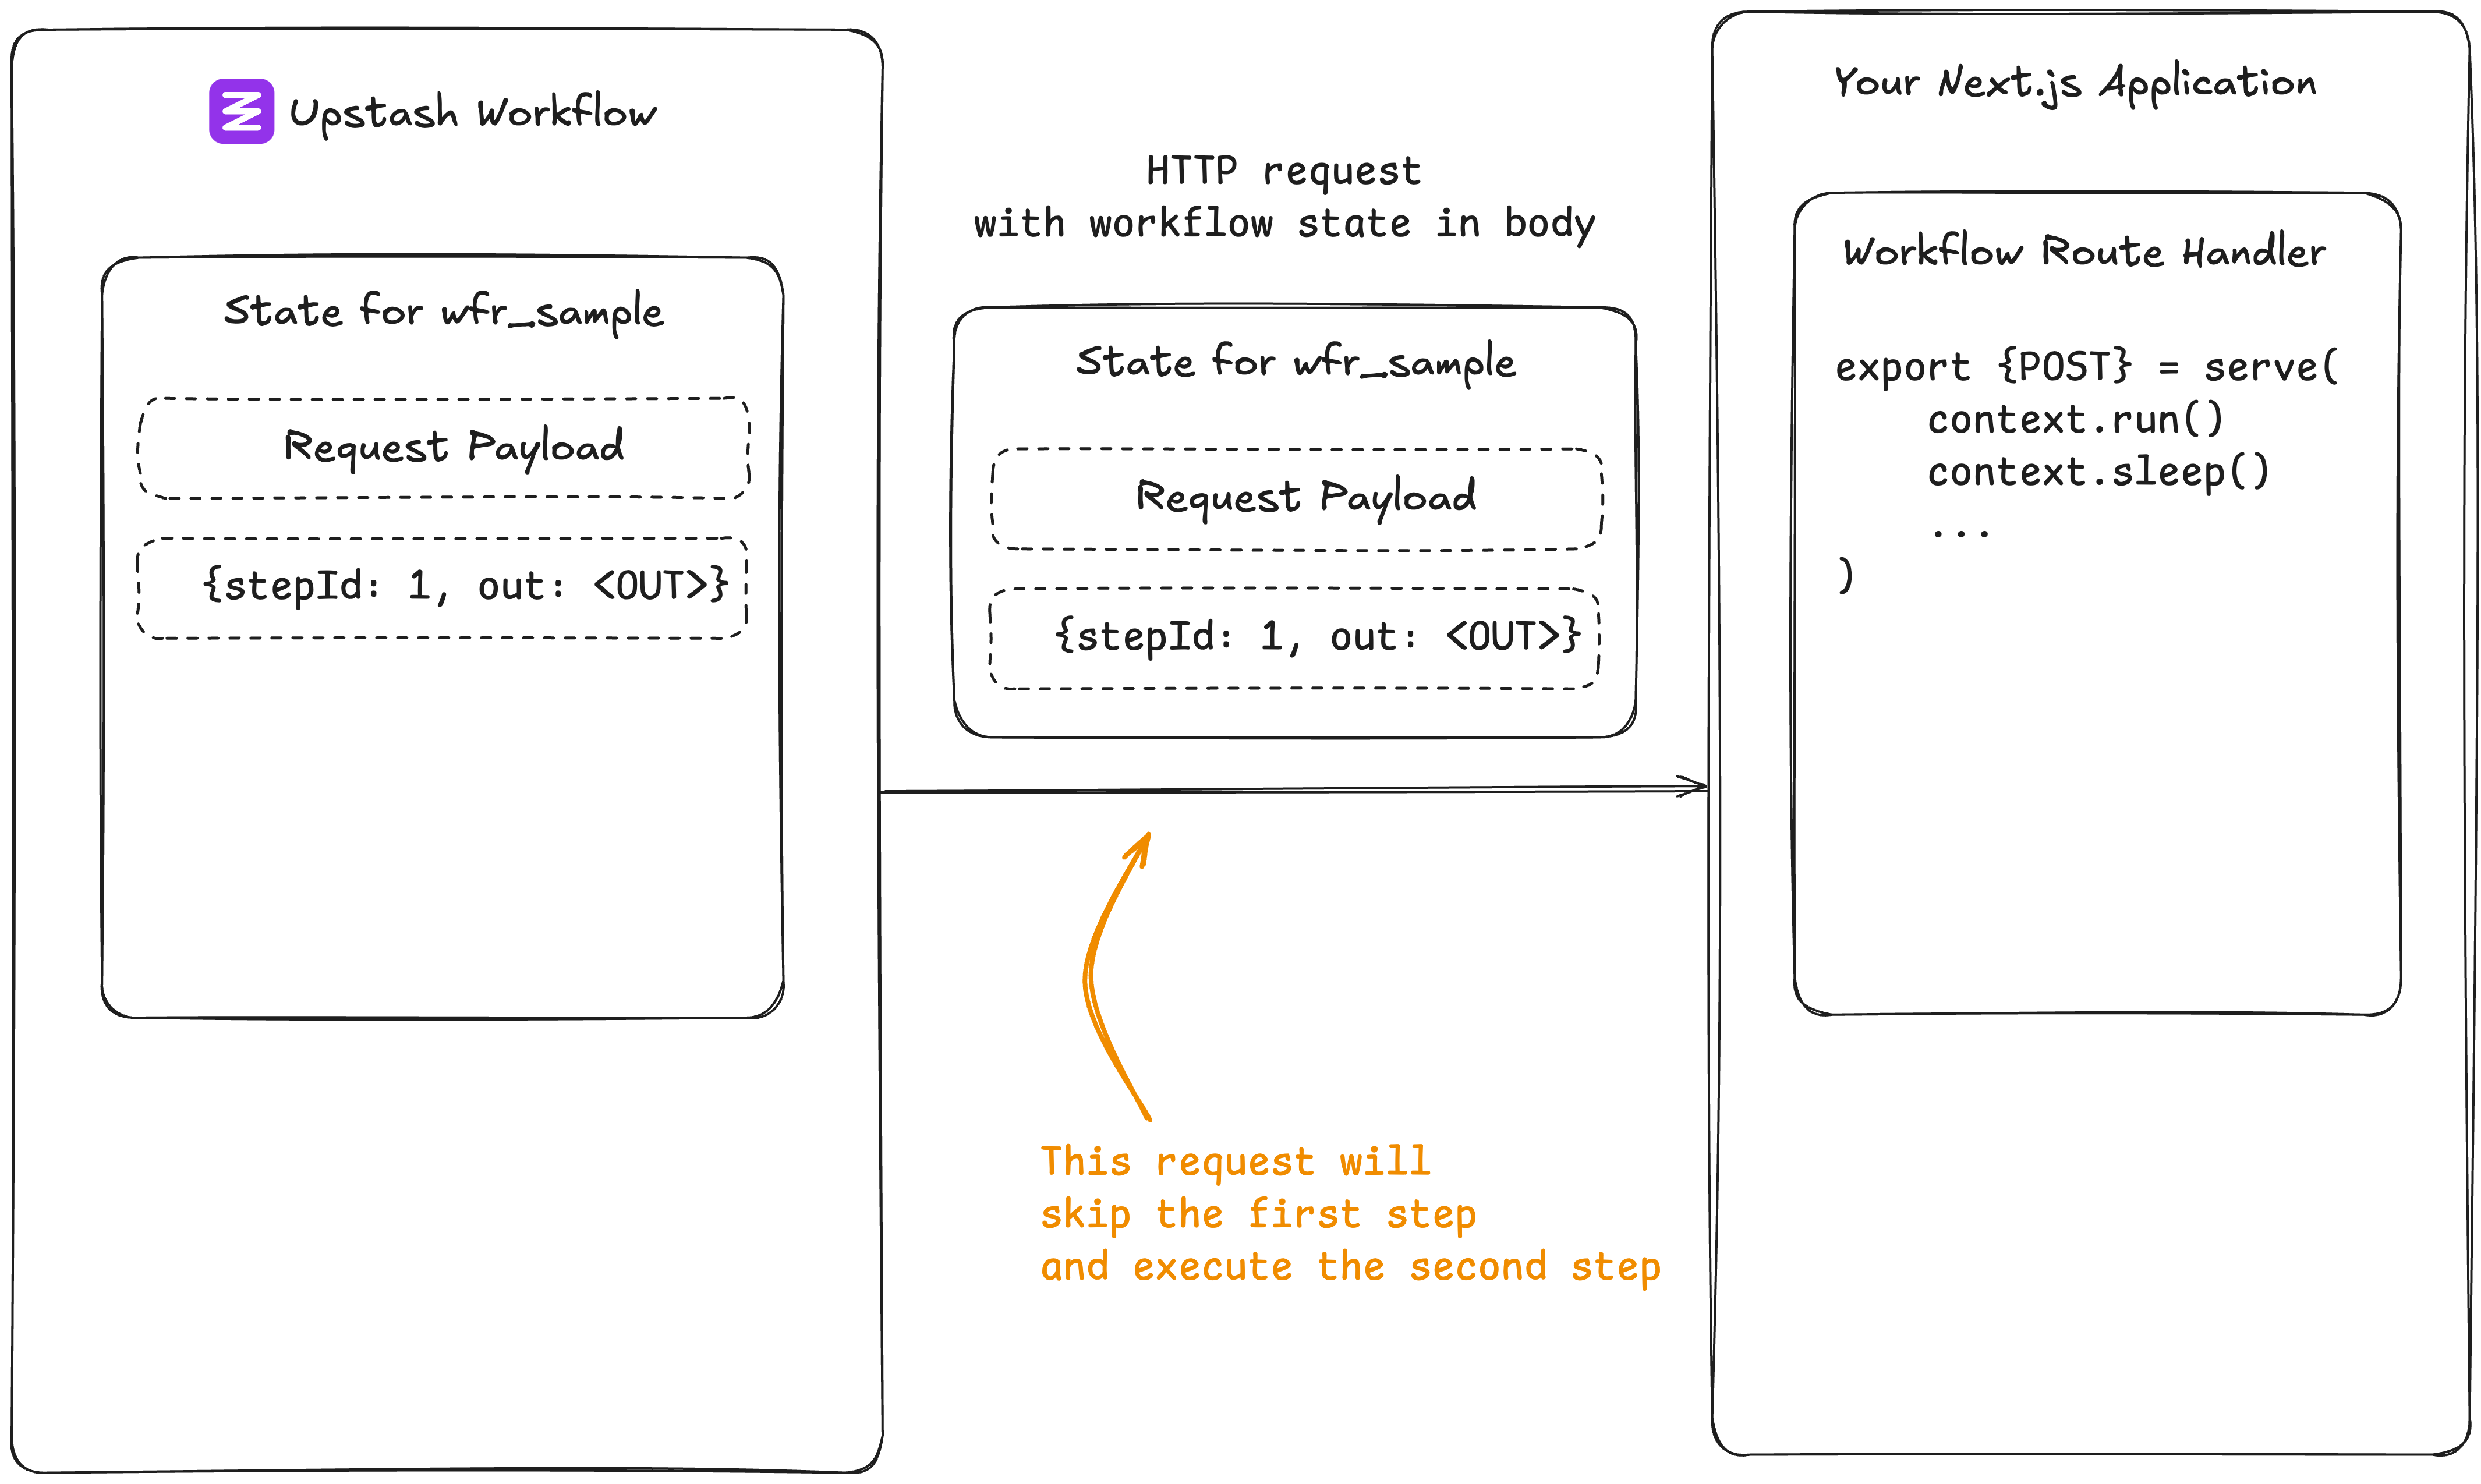 Upstash Workflow
State for wfr_sample
Request Payload
{stepId: 1, out: <OUT>}
HTTP request
with workflow state in body
State for wfr_sample
Request Payload
{stepId: 1, out: <OUT>}
This request will
skip the first step
and execute the second step
Your Next.js Application
Workflow Route Handler
export {POST} = serve(
context.run()
context.sleep()
...
)